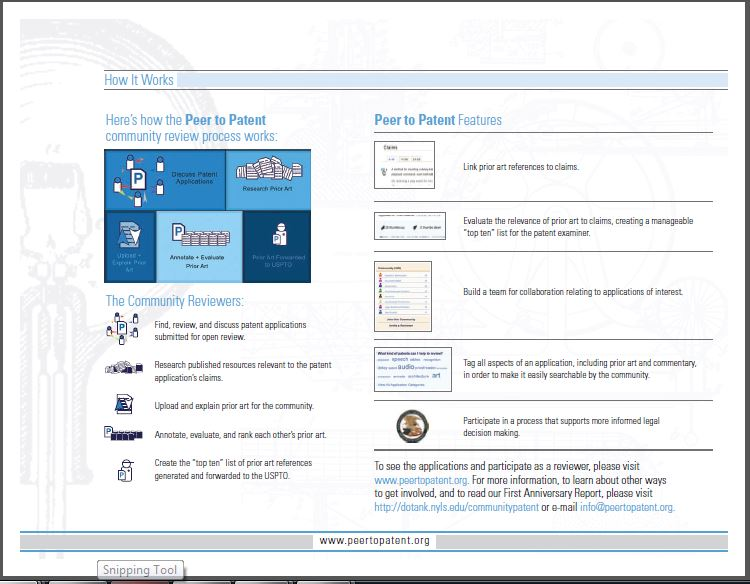 How It Works
Here's how the Peer to Patent
community review process works:
Discuss Patent
Applications
Research Prior Art
Upload +
Explain Prior
Art
Annotate + Evaluate
Prior Art
Prior Art Forwarded
to USPTO
The Community Reviewers:
Find, review, and discuss patent applications
submitted for open review.
Research published resources relevant to the patent
application's claims.
Upload and explain prior art for the community.
Annotate, evaluate, and rank each other's prior art.
Create the "top ten" list of prior art references
generated and forwarded to the USPTO.
Peer to Patent Features
Claims
Link prior art references to claims.
Evaluate the relevance of prior art to claims, creating a manageable
"top ten" list for the patent examiner.
Build a team for collaboration relating to applications of interest.
What kind of patents can I help to review?
speech
recognition
audio
architecture
art
Tag all aspects of an application, including prior art and commentary,
in order to make it easily searchable by the community.
Participate in a process that supports more informed legal
decision making.
To see the applications and participate as a reviewer, please visit
www.peertopatent.org. For more information, to learn about other ways
to get involved, and to read our First Anniversary Report, please visit
http://dotank.nyls.edu/communitypatent or e-mail info@peertopatent.org.
www.peertopatent.org
Snipping Tool